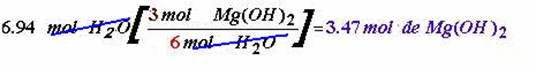 6.94 mol H₂O [ 3 mol Mg(OH)₂ / 6 mol H₂O ] = 3.47 mol de Mg(OH)₂